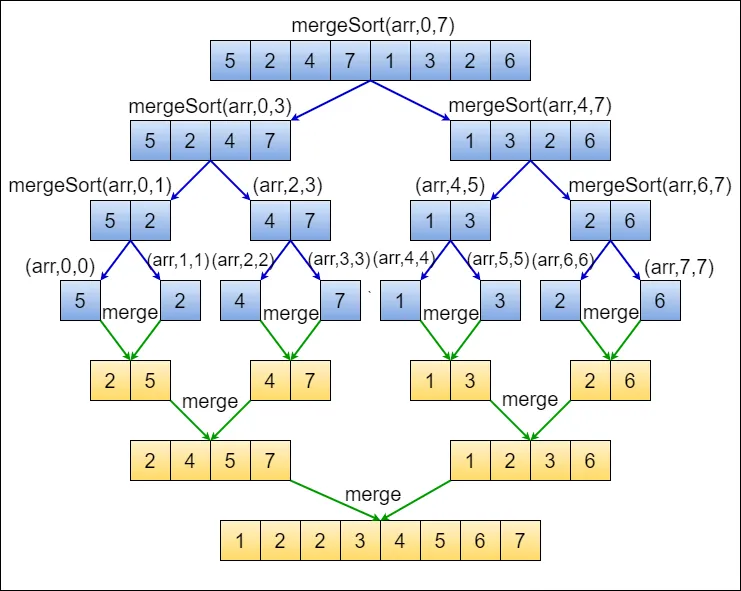 mergeSort(arr,0,7)
5 2 4 7 1 3 2 6
mergeSort(arr,0,3) mergeSort(arr,4,7)
5 2 4 7 1 3 2 6
mergeSort(arr,0,1) (arr,2,3) (arr,4,5) mergeSort(arr,6,7)
5 2 4 7 1 3 2 6
(arr,0,0) (arr,1,1) (arr,2,2) (arr,3,3) (arr,4,4) (arr,5,5) (arr,6,6) (arr,7,7)
5 2 4 7 1 3 2 6
merge merge merge merge
2 5 4 7 1 3 2 6
merge merge
2 4 5 7 1 2 3 6
merge
1 2 2 3 4 5 6 7